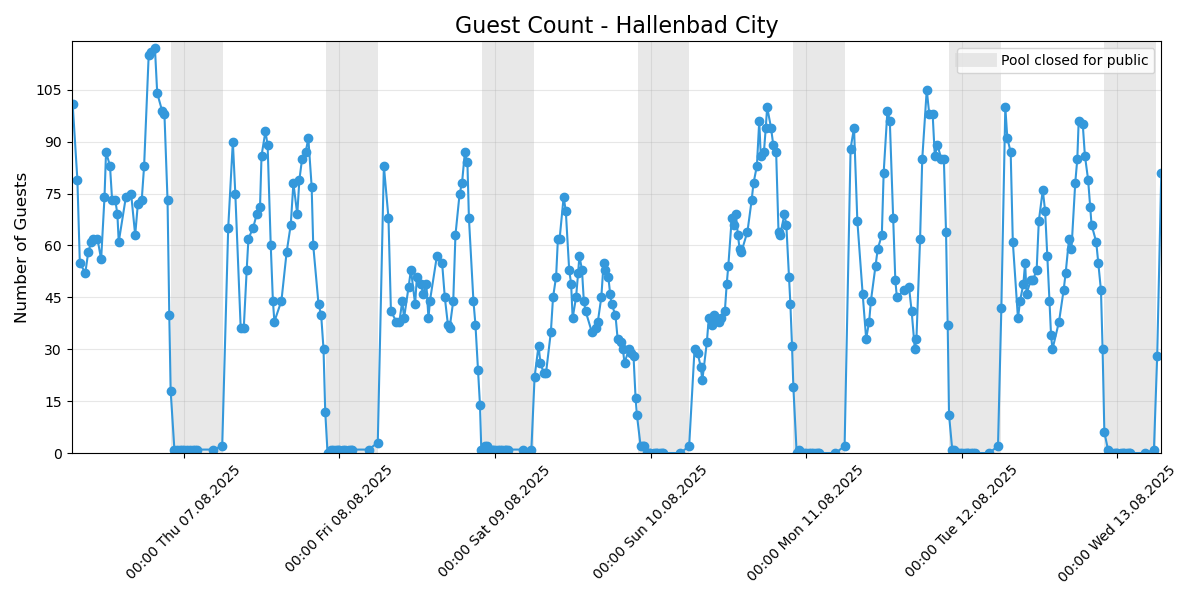 Guest Count - Hallenbad City
Pool closed for public
Number of Guests
105
90
75
60
45
30
15
0
00:00 Thu 07.08.2025
00:00 Fri 08.08.2025
00:00 Sat 09.08.2025
00:00 Sun 10.08.2025
00:00 Mon 11.08.2025
00:00 Tue 12.08.2025
00:00 Wed 13.08.2025